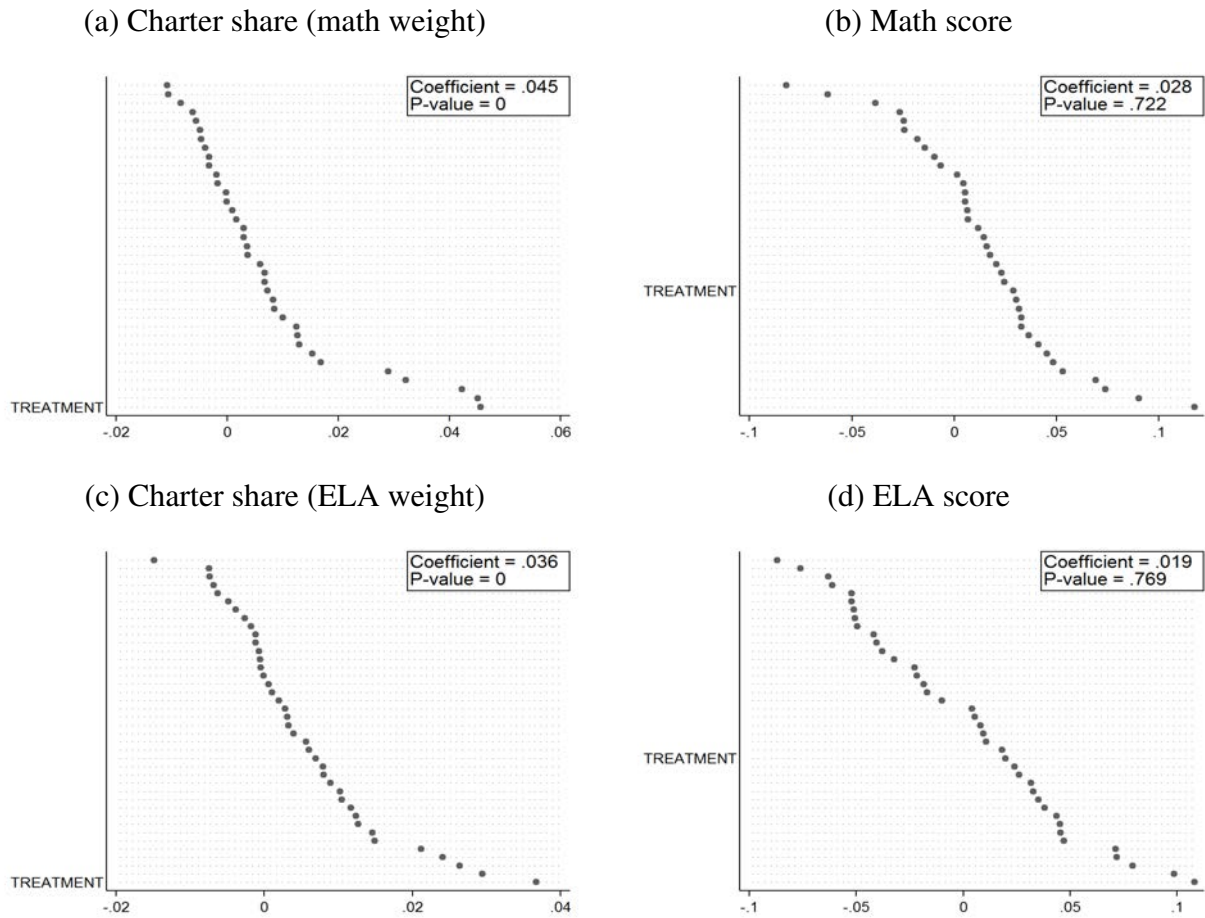 (a) Charter share (math weight)
Coefficient = .045
P-value = 0
TREATMENT
-.02 0 .02 .04 .06
(b) Math score
Coefficient = .028
P-value = .722
TREATMENT
-.1 -.05 0 .05 .1
(c) Charter share (ELA weight)
Coefficient = .036
P-value = 0
TREATMENT
-.02 0 .02 .04
(d) ELA score
Coefficient = .019
P-value = .769
TREATMENT
-.1 -.05 0 .05 .1